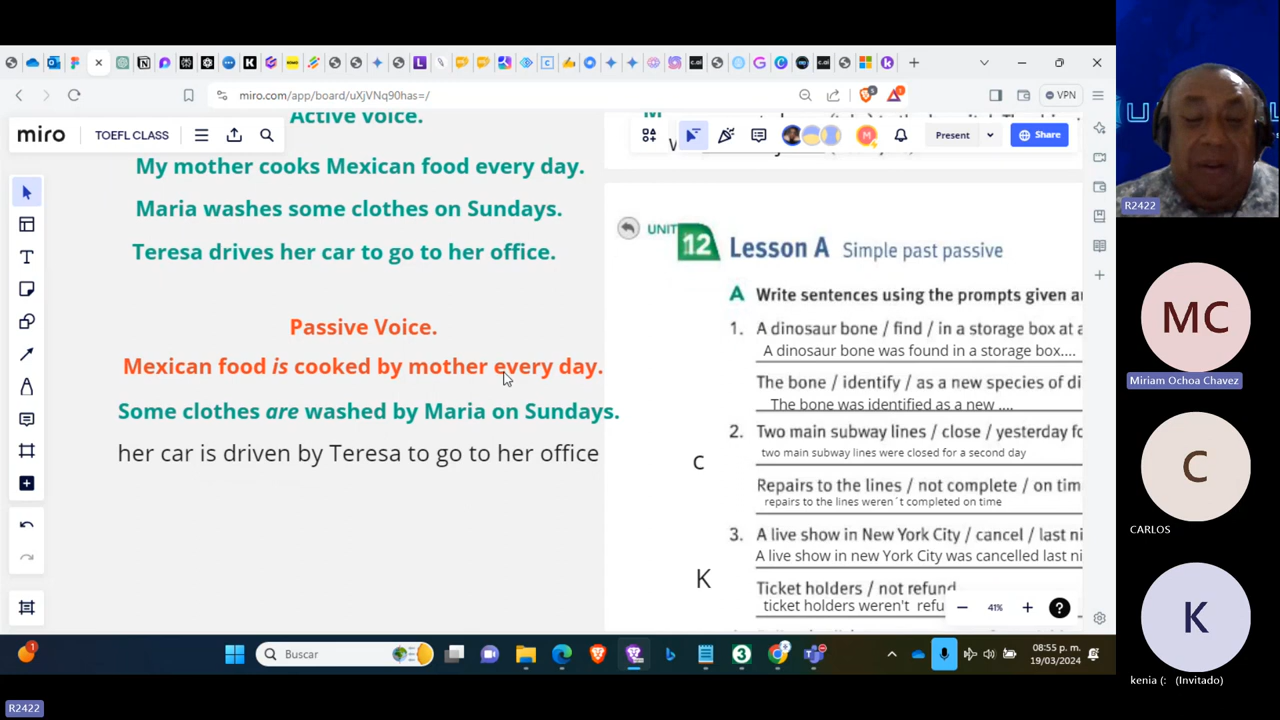 miro.com/app/board/uXjVNq90has=/
VPN
miro
TOEFL CLASS
Present
Share
Active Voice.
My mother cooks Mexican food every day.
Maria washes some clothes on Sundays.
Teresa drives her car to go to her office.
Passive Voice.
Mexican food is cooked by mother every day.
Some clothes are washed by Maria on Sundays.
her car is driven by Teresa to go to her office
UNIT 12 Lesson A Simple past passive
A Write sentences using the prompts given
1. A dinosaur bone / find / in a storage box at a
A dinosaur bone was found in a storage box....
The bone / identify / as a new species of di
The bone was identified as a new ....
2. Two main subway lines / close / yesterday fo
C
two main subway lines were closed for a second day
Repairs to the lines / not complete / on tim
repairs to the lines weren´t completed on time
3. A live show in New York City / cancel / last ni
A live show in new York City was cancelled last ni
K
Ticket holders / not refund
ticket holders weren't refu
41%
Buscar
08:55 p. m.
19/03/2024
R2422
MC
Miriam Ochoa Chavez
C
CARLOS
K
kenia (: (Invitado)
R2422